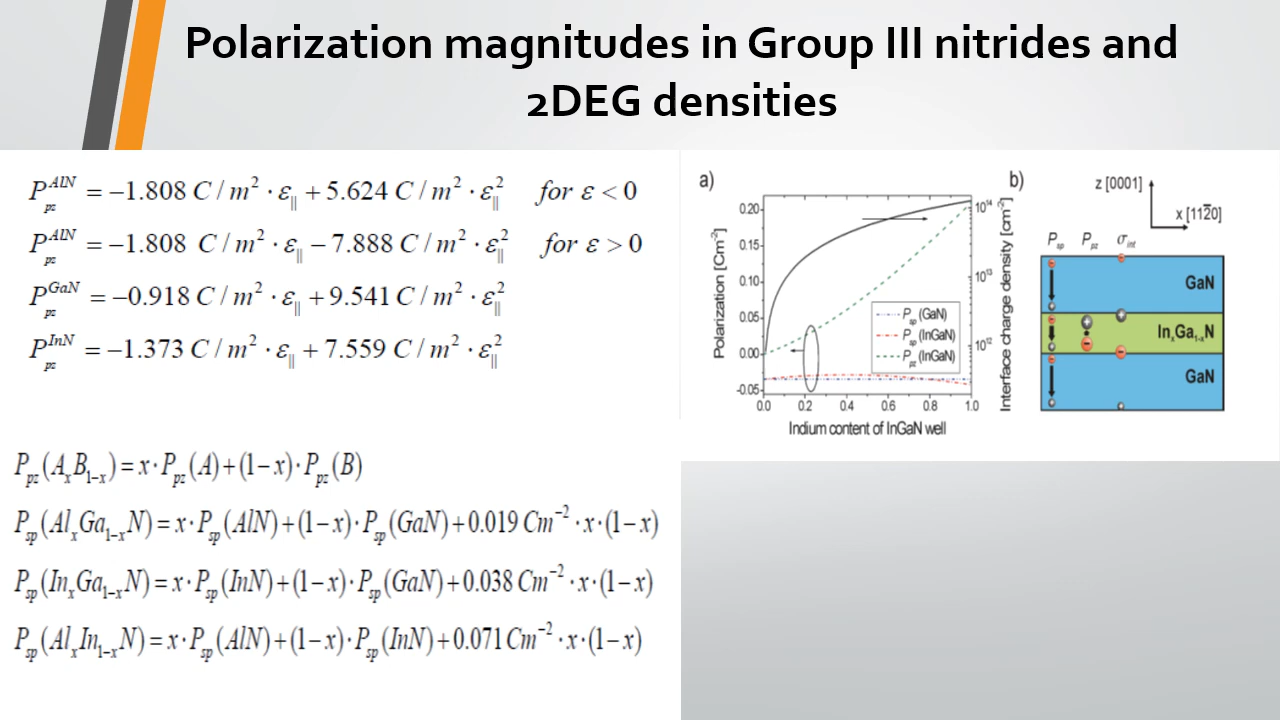 Polarization magnitudes in Group III nitrides and
2DEG densities
P_pz^AlN = −1.808 C / m² · ε_|| + 5.624 C / m² · ε_||² for ε < 0
P_pz^AlN = −1.808 C / m² · ε_|| − 7.888 C / m² · ε_||² for ε > 0
P_pz^GaN = −0.918 C / m² · ε_|| + 9.541 C / m² · ε_||²
P_pz^InN = −1.373 C / m² · ε_|| + 7.559 C / m² · ε_||²
P_pz(A_xB_1−x) = x · P_pz(A) + (1−x) · P_pz(B)
P_sp(Al_xGa_1−xN) = x · P_sp(AlN) + (1−x) · P_sp(GaN) + 0.019 Cm⁻² · x · (1−x)
P_sp(In_xGa_1−xN) = x · P_sp(InN) + (1−x) · P_sp(GaN) + 0.038 Cm⁻² · x · (1−x)
P_sp(Al_xIn_1−xN) = x · P_sp(AlN) + (1−x) · P_sp(InN) + 0.071 Cm⁻² · x · (1−x)
a)
Polarization [Cm⁻²]
0.20
0.15
0.10
0.05
0.00
-0.05
0.0 0.2 0.4 0.6 0.8 1.0
Indium content of InGaN well
P_sp (GaN)
P_sp (InGaN)
P_pz (InGaN)
10¹⁴
10¹³
10¹²
Interface charge density [cm⁻²]
b)
z [0001]
x [112̄0]
P_sp P_pz σ_int
GaN
In_xGa_1-xN
GaN